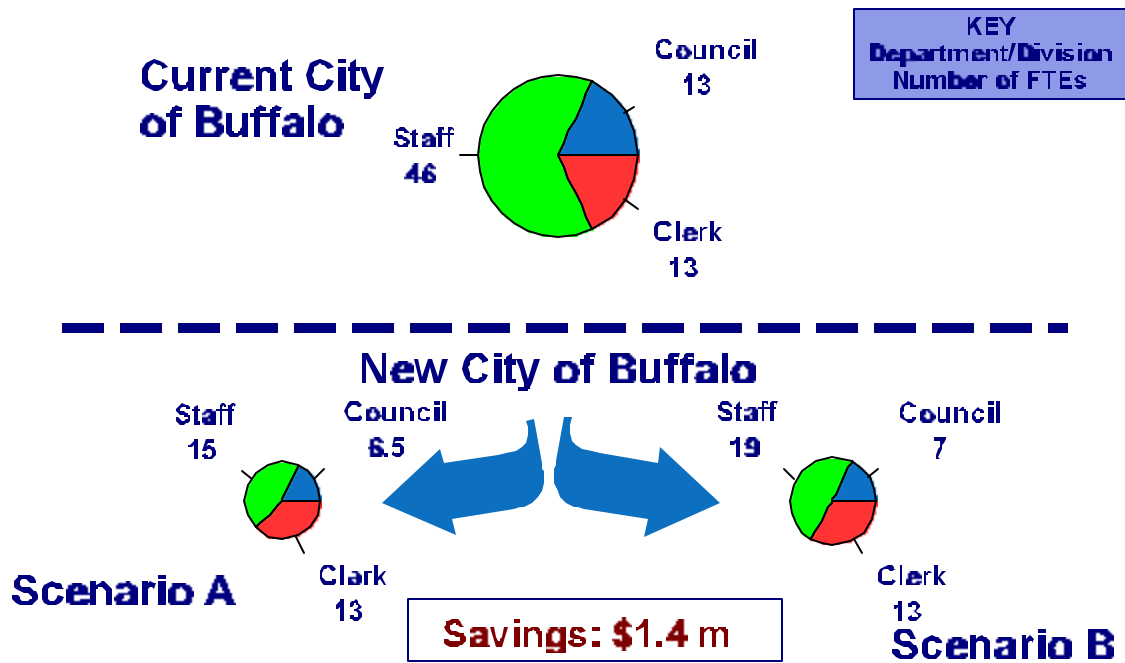 KEY
Department/Division
Number of FTEs
Current City
of Buffalo
Council
13
Staff
46
Clerk
13
New City of Buffalo
Staff
15
Council
6.5
Clark
13
Scenario A
Staff
19
Council
7
Clerk
13
Scenario B
Savings: $1.4 m